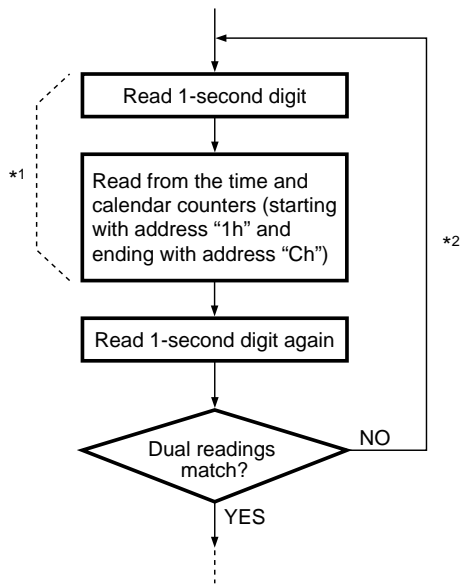 Read 1-second digit
*1
Read from the time and
calendar counters (starting
with address “1h” and
ending with address “Ch”)
*2
Read 1-second digit again
Dual readings
match?
NO
YES